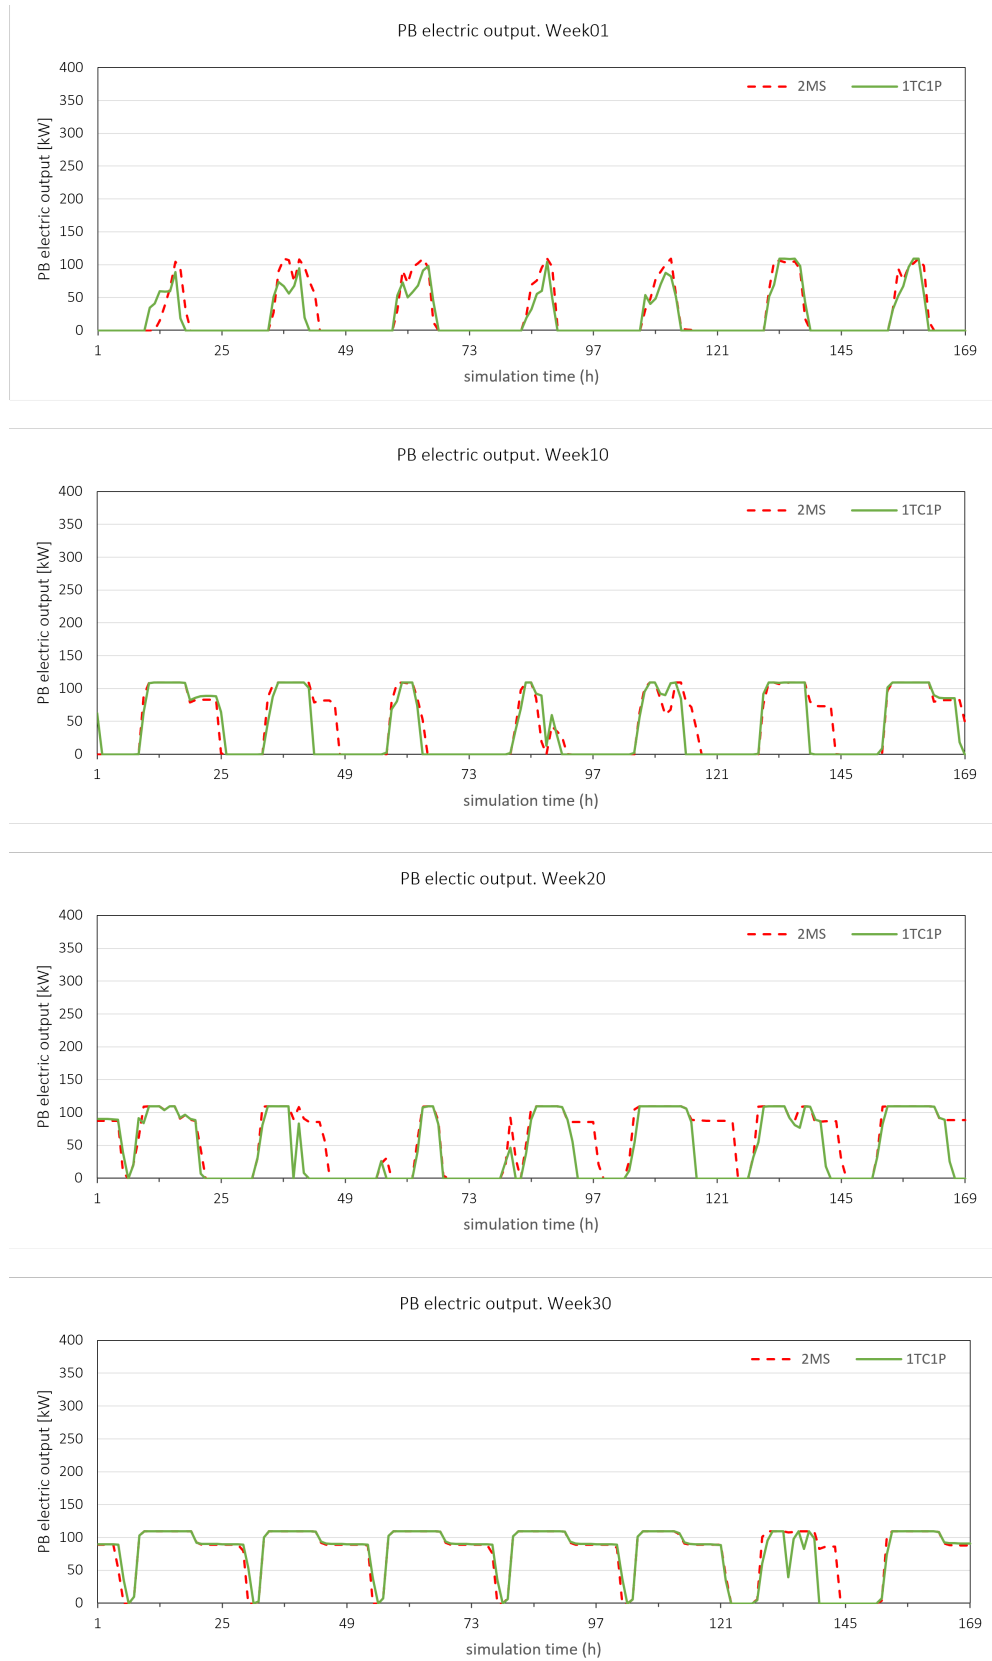 PB electric output. Week01
400
350
300
250
200
150
100
50
0
PB electric output [kW]
2MS
1TC1P
1 25 49 73 97 121 145 169
simulation time (h)
PB electric output. Week10
400
350
300
250
200
150
100
50
0
PB electric output [kW]
2MS
1TC1P
1 25 49 73 97 121 145 169
simulation time (h)
PB electic output. Week20
400
350
300
250
200
150
100
50
0
PB electric output [kW]
2MS
1TC1P
1 25 49 73 97 121 145 169
simulation time (h)
PB electric output. Week30
400
350
300
250
200
150
100
50
0
PB electric output [kW]
2MS
1TC1P
1 25 49 73 97 121 145 169
simulation time (h)